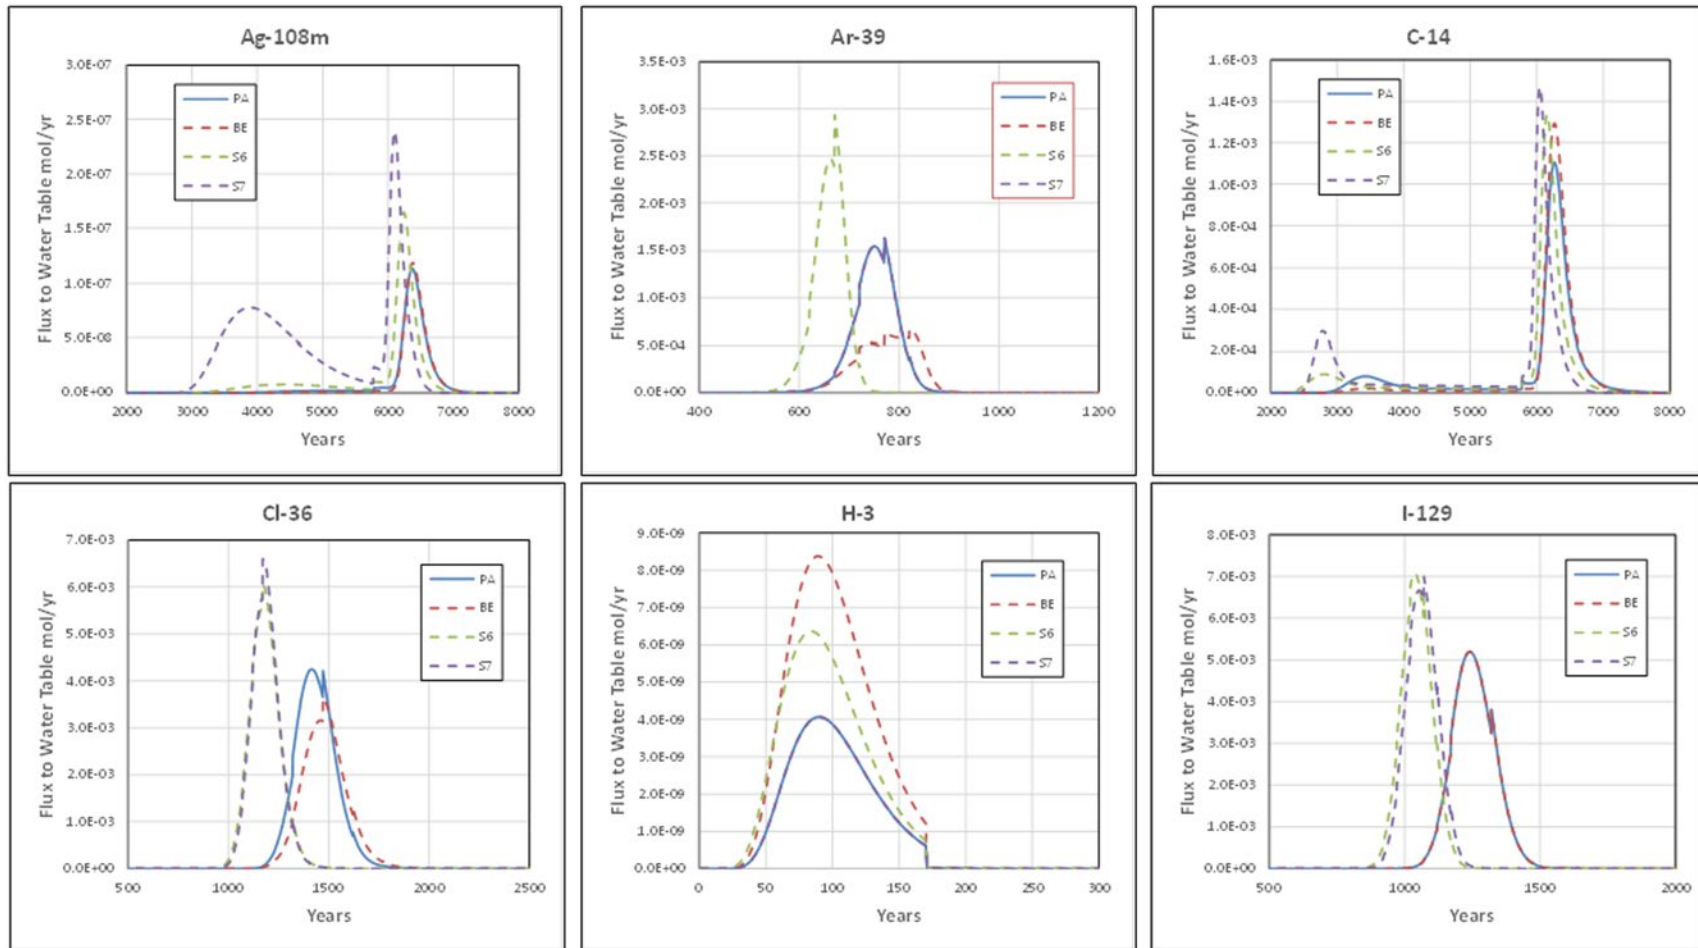 Ag-108m
Flux to Water Table mol/yr
3.0E-07
2.5E-07
2.0E-07
1.5E-07
1.0E-07
5.0E-08
0.0E+00
PA
BE
S6
S7
2000 3000 4000 5000 6000 7000 8000
Years
Ar-39
Flux to Water Table mol/yr
3.5E-03
3.0E-03
2.5E-03
2.0E-03
1.5E-03
1.0E-03
5.0E-04
0.0E+00
PA
BE
S6
S7
400 600 800 1000 1200
Years
C-14
Flux to Water Table mol/yr
1.6E-03
1.4E-03
1.2E-03
1.0E-03
8.0E-04
6.0E-04
4.0E-04
2.0E-04
0.0E+00
PA
BE
S6
S7
2000 3000 4000 5000 6000 7000 8000
Years
Cl-36
Flux to Water Table mol/yr
7.0E-03
6.0E-03
5.0E-03
4.0E-03
3.0E-03
2.0E-03
1.0E-03
0.0E+00
PA
BE
S6
S7
500 1000 1500 2000 2500
Years
H-3
Flux to Water Table mol/yr
9.0E-09
8.0E-09
7.0E-09
6.0E-09
5.0E-09
4.0E-09
3.0E-09
2.0E-09
1.0E-09
0.0E+00
PA
BE
S6
S7
0 50 100 150 200 250 300
Years
I-129
Flux to Water Table mol/yr
8.0E-03
7.0E-03
6.0E-03
5.0E-03
4.0E-03
3.0E-03
2.0E-03
1.0E-03
0.0E+00
PA
BE
S6
S7
500 1000 1500 2000
Years